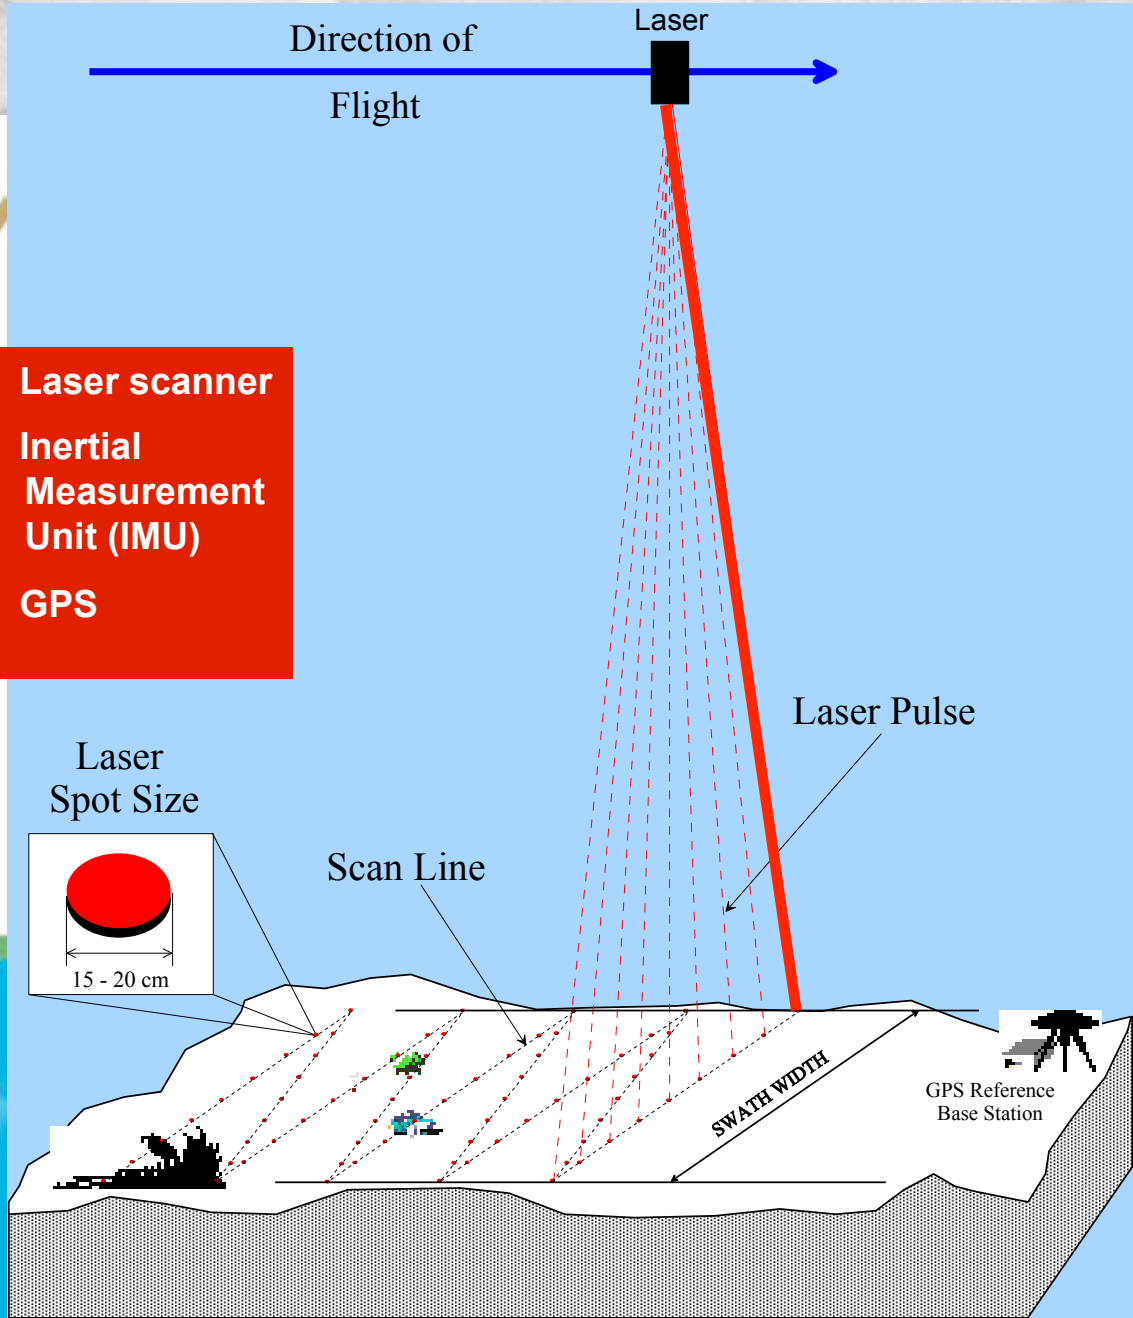 Laser
Direction of
Flight
Laser scanner
Inertial
Measurement
Unit (IMU)
GPS
Laser Pulse
Laser
Spot Size
Scan Line
15 - 20 cm
SWATH WIDTH
GPS Reference
Base Station